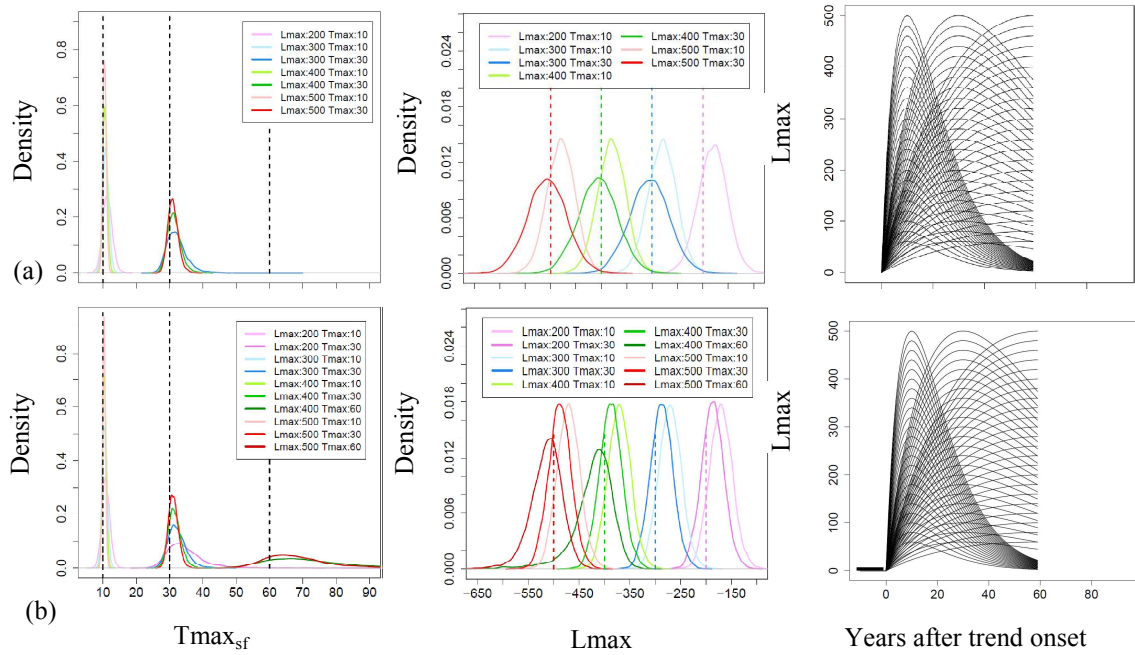 (a)
Density
0.8
0.6
0.4
0.2
0.0
Lmax:200 Tmax:10
Lmax:300 Tmax:10
Lmax:300 Tmax:30
Lmax:400 Tmax:10
Lmax:400 Tmax:30
Lmax:500 Tmax:10
Lmax:500 Tmax:30
Density
0.024
0.018
0.012
0.006
0.000
Lmax:200 Tmax:10 Lmax:400 Tmax:30
Lmax:300 Tmax:10 Lmax:500 Tmax:10
Lmax:300 Tmax:30 Lmax:500 Tmax:30
Lmax:400 Tmax:10
Lmax
500
400
300
200
100
0
0 20 40 60 80
(b)
Density
0.8
0.6
0.4
0.2
0.0
Lmax:200 Tmax:10
Lmax:200 Tmax:30
Lmax:300 Tmax:10
Lmax:300 Tmax:30
Lmax:400 Tmax:10
Lmax:400 Tmax:30
Lmax:400 Tmax:60
Lmax:500 Tmax:10
Lmax:500 Tmax:30
Lmax:500 Tmax:60
10 20 30 40 50 60 70 80 90
Tmaxsf
Density
0.024
0.018
0.012
0.006
0.000
Lmax:200 Tmax:10 Lmax:400 Tmax:30
Lmax:200 Tmax:30 Lmax:400 Tmax:60
Lmax:300 Tmax:10 Lmax:500 Tmax:10
Lmax:300 Tmax:30 Lmax:500 Tmax:30
Lmax:400 Tmax:10 Lmax:500 Tmax:60
−650 −550 −450 −350 −250 −150
Lmax
Lmax
500
400
300
200
100
0
0 20 40 60 80
Years after trend onset